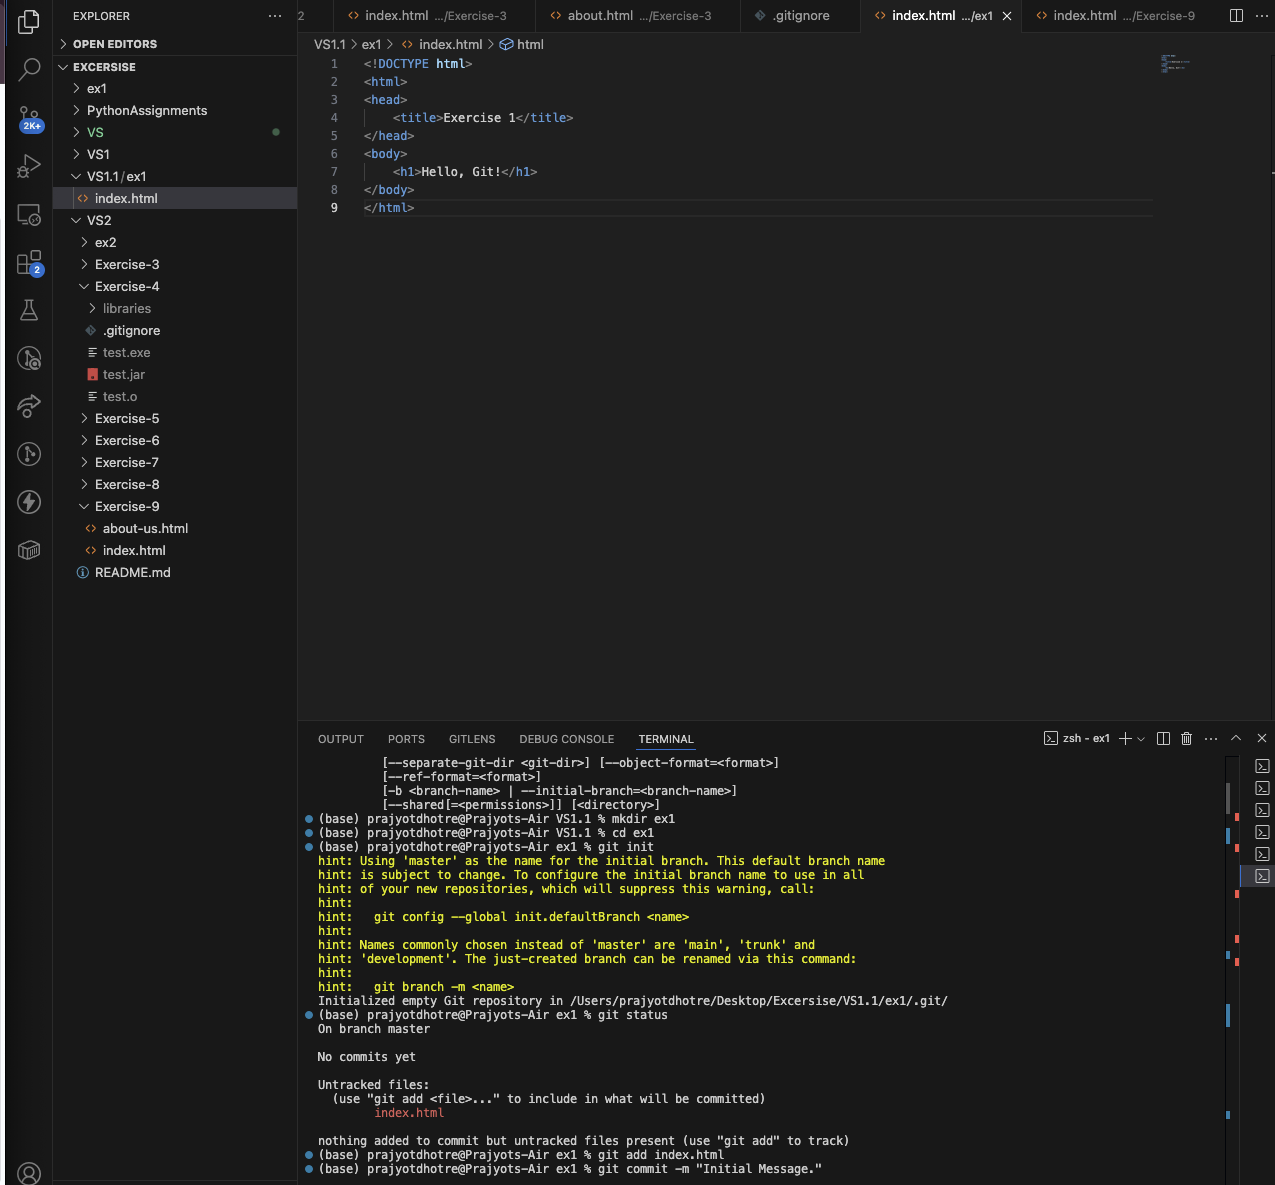 EXPLORER
OPEN EDITORS
EXCERSISE
ex1
PythonAssignments
VS
VS1
VS1.1 / ex1
index.html
VS2
ex2
Exercise-3
Exercise-4
libraries
.gitignore
test.exe
test.jar
test.o
Exercise-5
Exercise-6
Exercise-7
Exercise-8
Exercise-9
about-us.html
index.html
README.md
2K+
2
2
index.html .../Exercise-3
about.html .../Exercise-3
.gitignore
index.html .../ex1
index.html .../Exercise-9
VS1.1 > ex1 > index.html > html
1 <!DOCTYPE html>
2 <html>
3 <head>
4 <title>Exercise 1</title>
5 </head>
6 <body>
7 <h1>Hello, Git!</h1>
8 </body>
9 </html>
OUTPUT PORTS GITLENS DEBUG CONSOLE TERMINAL
zsh - ex1
[--separate-git-dir <git-dir>] [--object-format=<format>]
[--ref-format=<format>]
[-b <branch-name> | --initial-branch=<branch-name>]
[--shared[=<permissions>]] [<directory>]
(base) prajyotdhotre@Prajyots-Air VS1.1 % mkdir ex1
(base) prajyotdhotre@Prajyots-Air VS1.1 % cd ex1
(base) prajyotdhotre@Prajyots-Air ex1 % git init
hint: Using 'master' as the name for the initial branch. This default branch name
hint: is subject to change. To configure the initial branch name to use in all
hint: of your new repositories, which will suppress this warning, call:
hint:
hint: git config --global init.defaultBranch <name>
hint:
hint: Names commonly chosen instead of 'master' are 'main', 'trunk' and
hint: 'development'. The just-created branch can be renamed via this command:
hint:
hint: git branch -m <name>
Initialized empty Git repository in /Users/prajyotdhotre/Desktop/Excersise/VS1.1/ex1/.git/
(base) prajyotdhotre@Prajyots-Air ex1 % git status
On branch master
No commits yet
Untracked files:
(use "git add <file>..." to include in what will be committed)
index.html
nothing added to commit but untracked files present (use "git add" to track)
(base) prajyotdhotre@Prajyots-Air ex1 % git add index.html
(base) prajyotdhotre@Prajyots-Air ex1 % git commit -m "Initial Message."